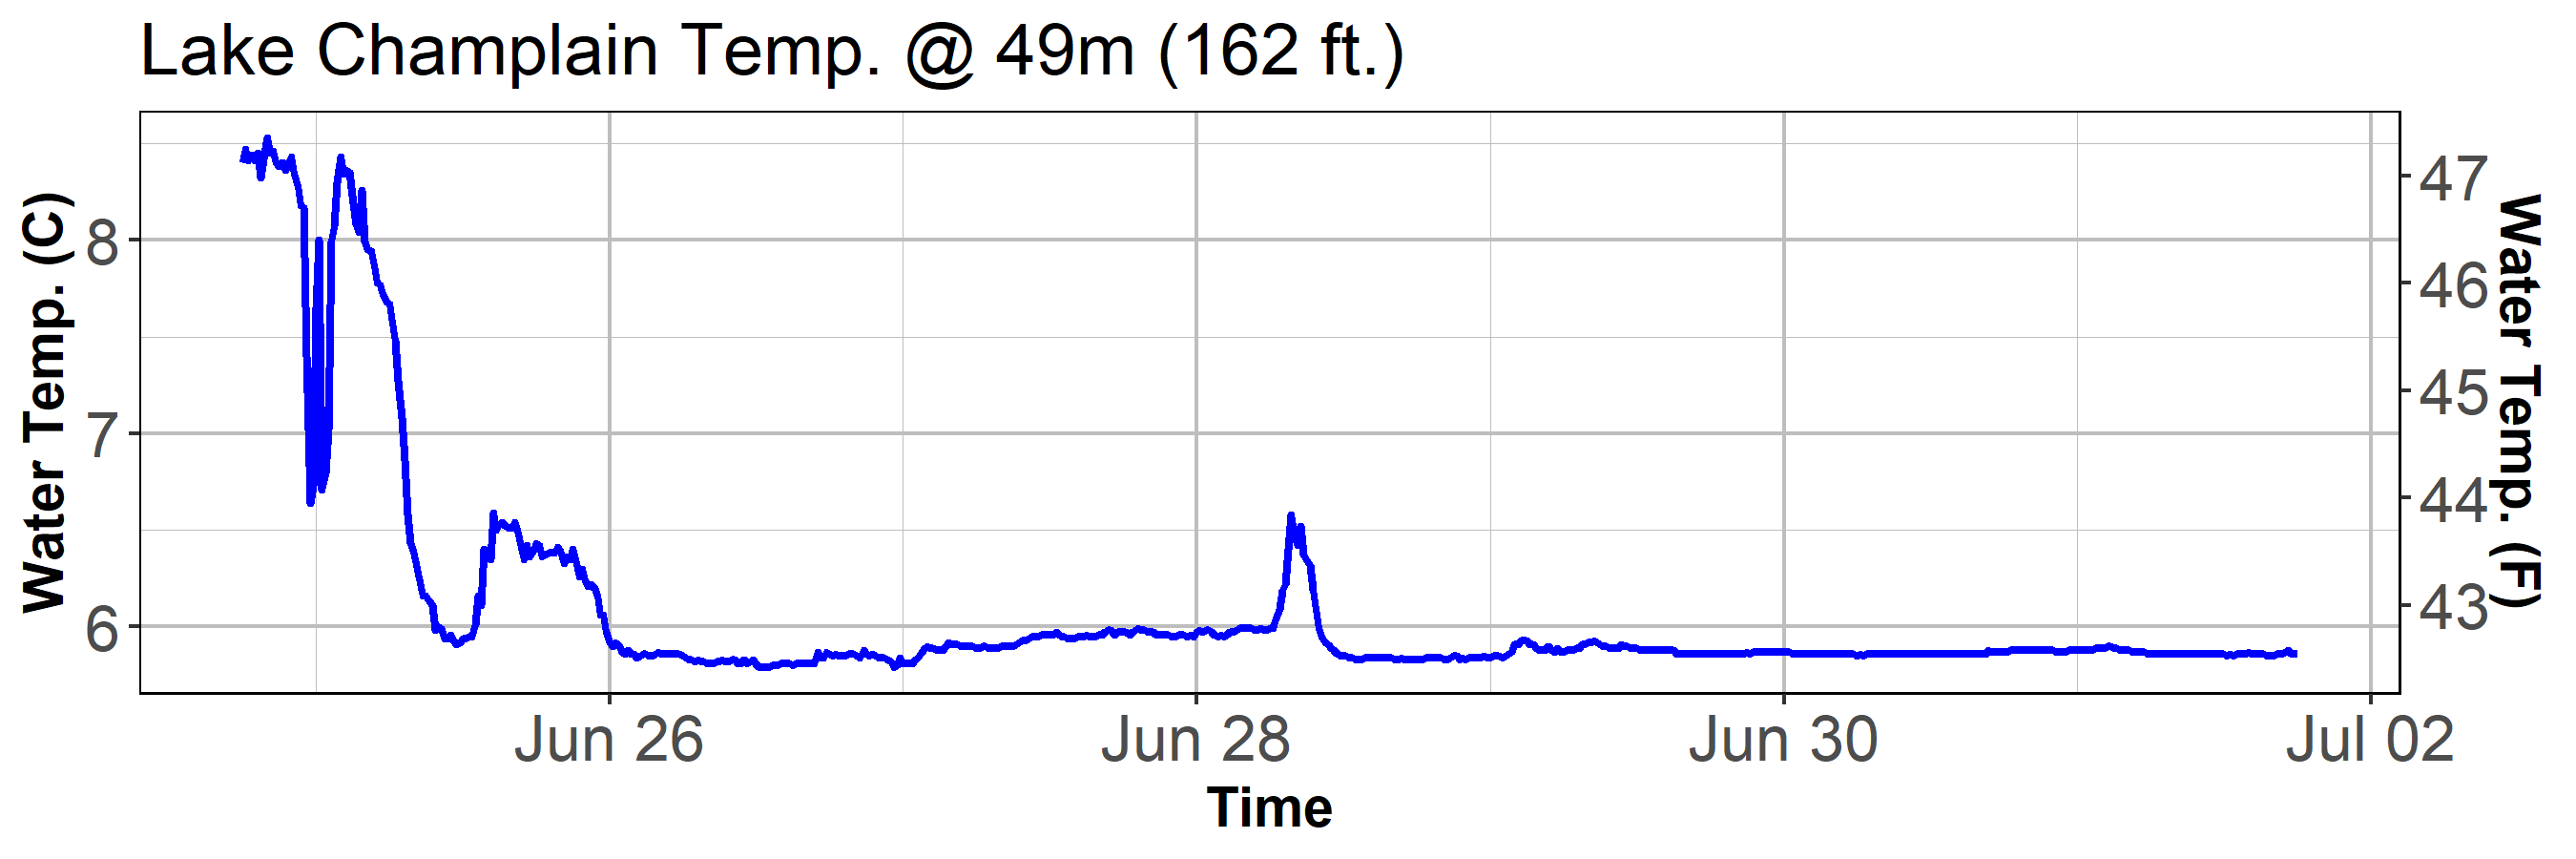 Lake Champlain Temp. @ 49m (162 ft.)
Water Temp. (C)
8
7
6
47
46
45
44
43
Water Temp. (F)
Jun 26
Jun 28
Jun 30
Jul 02
Time